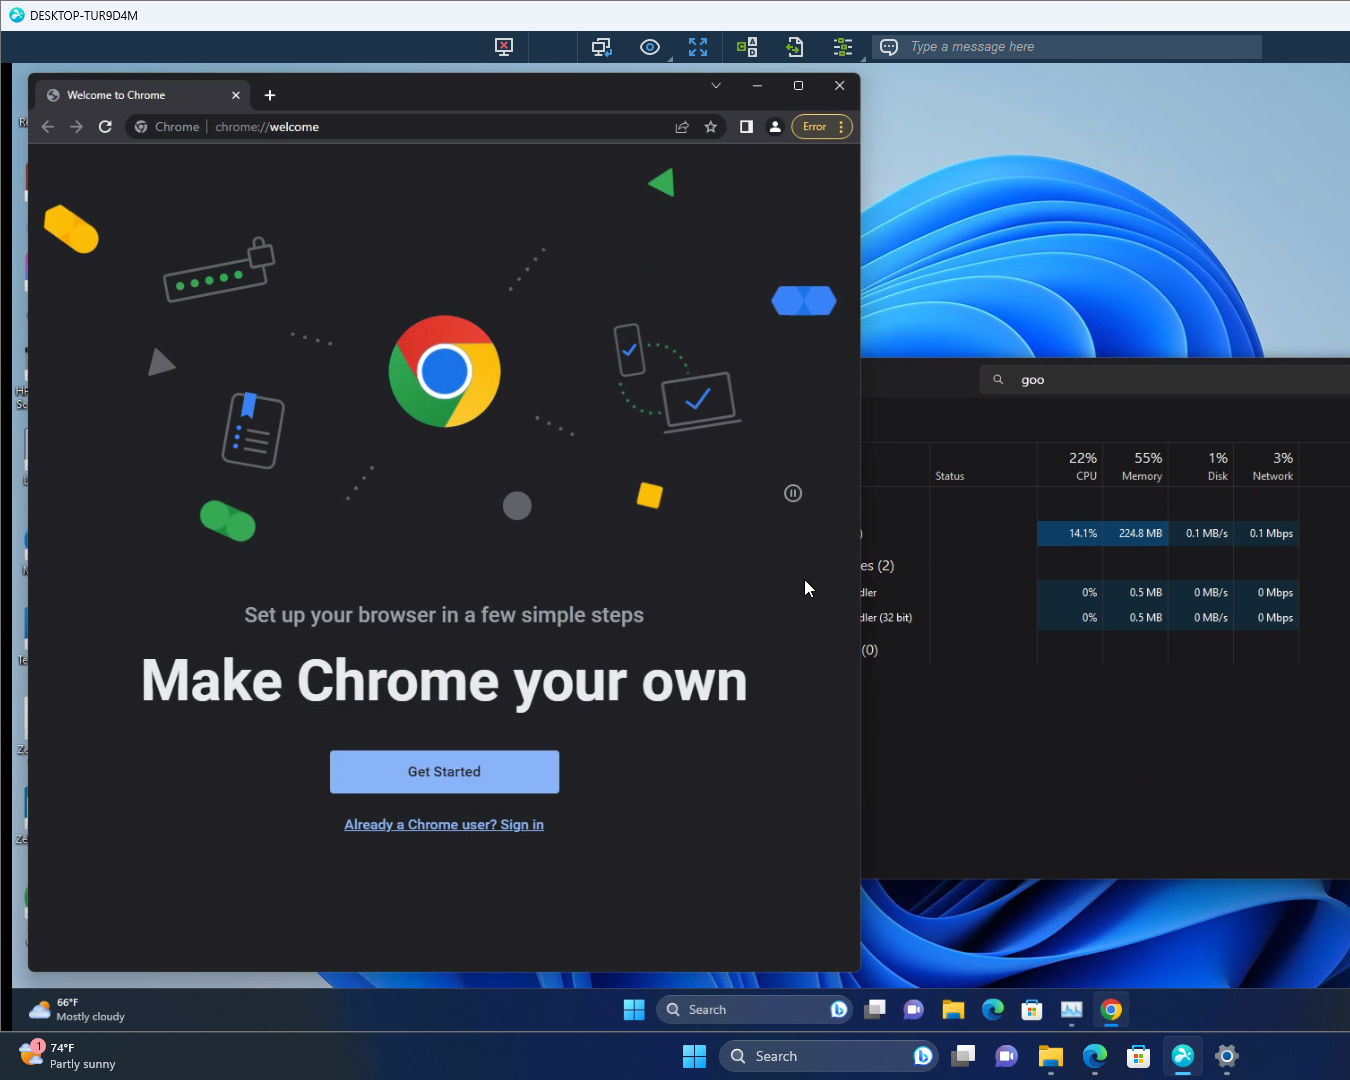 DESKTOP-TUR9D4M
Type a message here
Welcome to Chrome
Chrome
chrome://welcome
Error
goo
22%
55%
1%
3%
Status
CPU
Memory
Disk
Network
14.1%
224.8 MB
0.1 MB/s
0.1 Mbps
es (2)
dler
0%
0.5 MB
0 MB/s
0 Mbps
dler (32 bit)
0%
0.5 MB
0 MB/s
0 Mbps
(0)
Set up your browser in a few simple steps
Make Chrome your own
Get Started
Already a Chrome user? Sign in
66°F
Mostly cloudy
Search
1
74°F
Partly sunny
Search